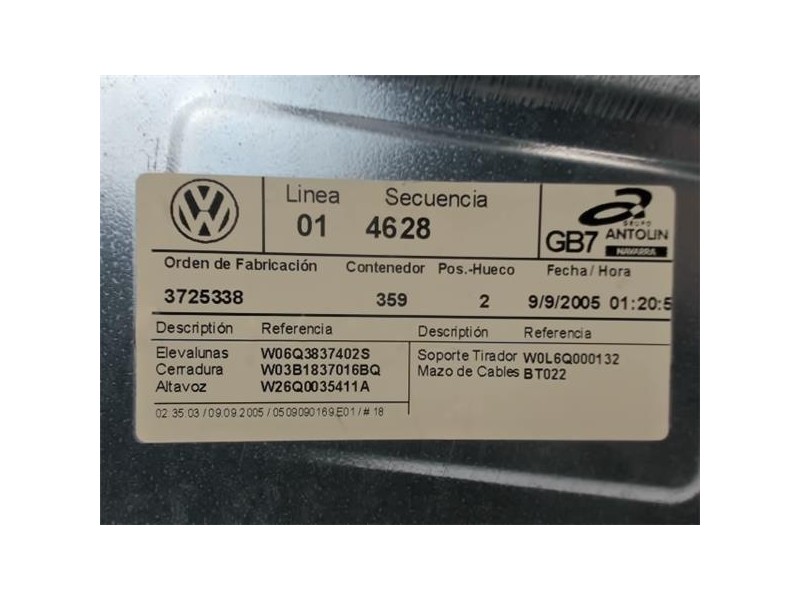 Linea Secuencia
01 4628
GRUPO
GB7 ANTOLIN
NAVARRA
Orden de Fabricación Contenedor Pos.-Hueco Fecha/Hora
3725338 359 2 9/9/2005 01:20:5
Descripción Referencia Descripción Referencia
Elevalunas W06Q3837402S Soporte Tirador W0L6Q000132
Cerradura W03B1837016BQ Mazo de Cables BT022
Altavoz W26Q0035411A
02:35:03 / 09.09.2005 / 0509090169.E01 / # 18